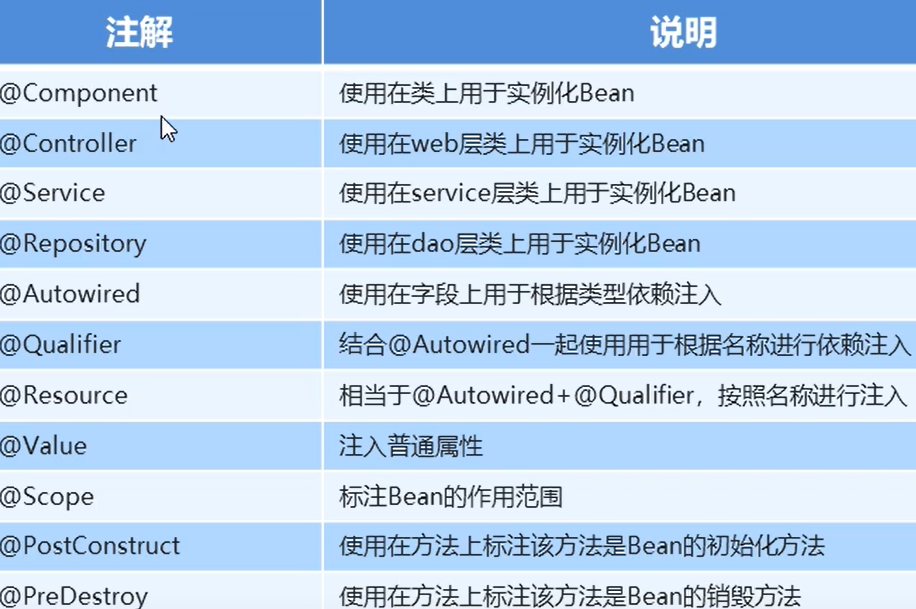 注解 说明
@Component 使用在类上用于实例化Bean
@Controller 使用在web层类上用于实例化Bean
@Service 使用在service层类上用于实例化Bean
@Repository 使用在dao层类上用于实例化Bean
@Autowired 使用在字段上用于根据类型依赖注入
@Qualifier 结合@Autowired一起使用用于根据名称进行依赖注入
@Resource 相当于@Autowired+@Qualifier，按照名称进行注入
@Value 注入普通属性
@Scope 标注Bean的作用范围
@PostConstruct 使用在方法上标注该方法是Bean的初始化方法
@PreDestroy 使用在方法上标注该方法是Bean的销毁方法